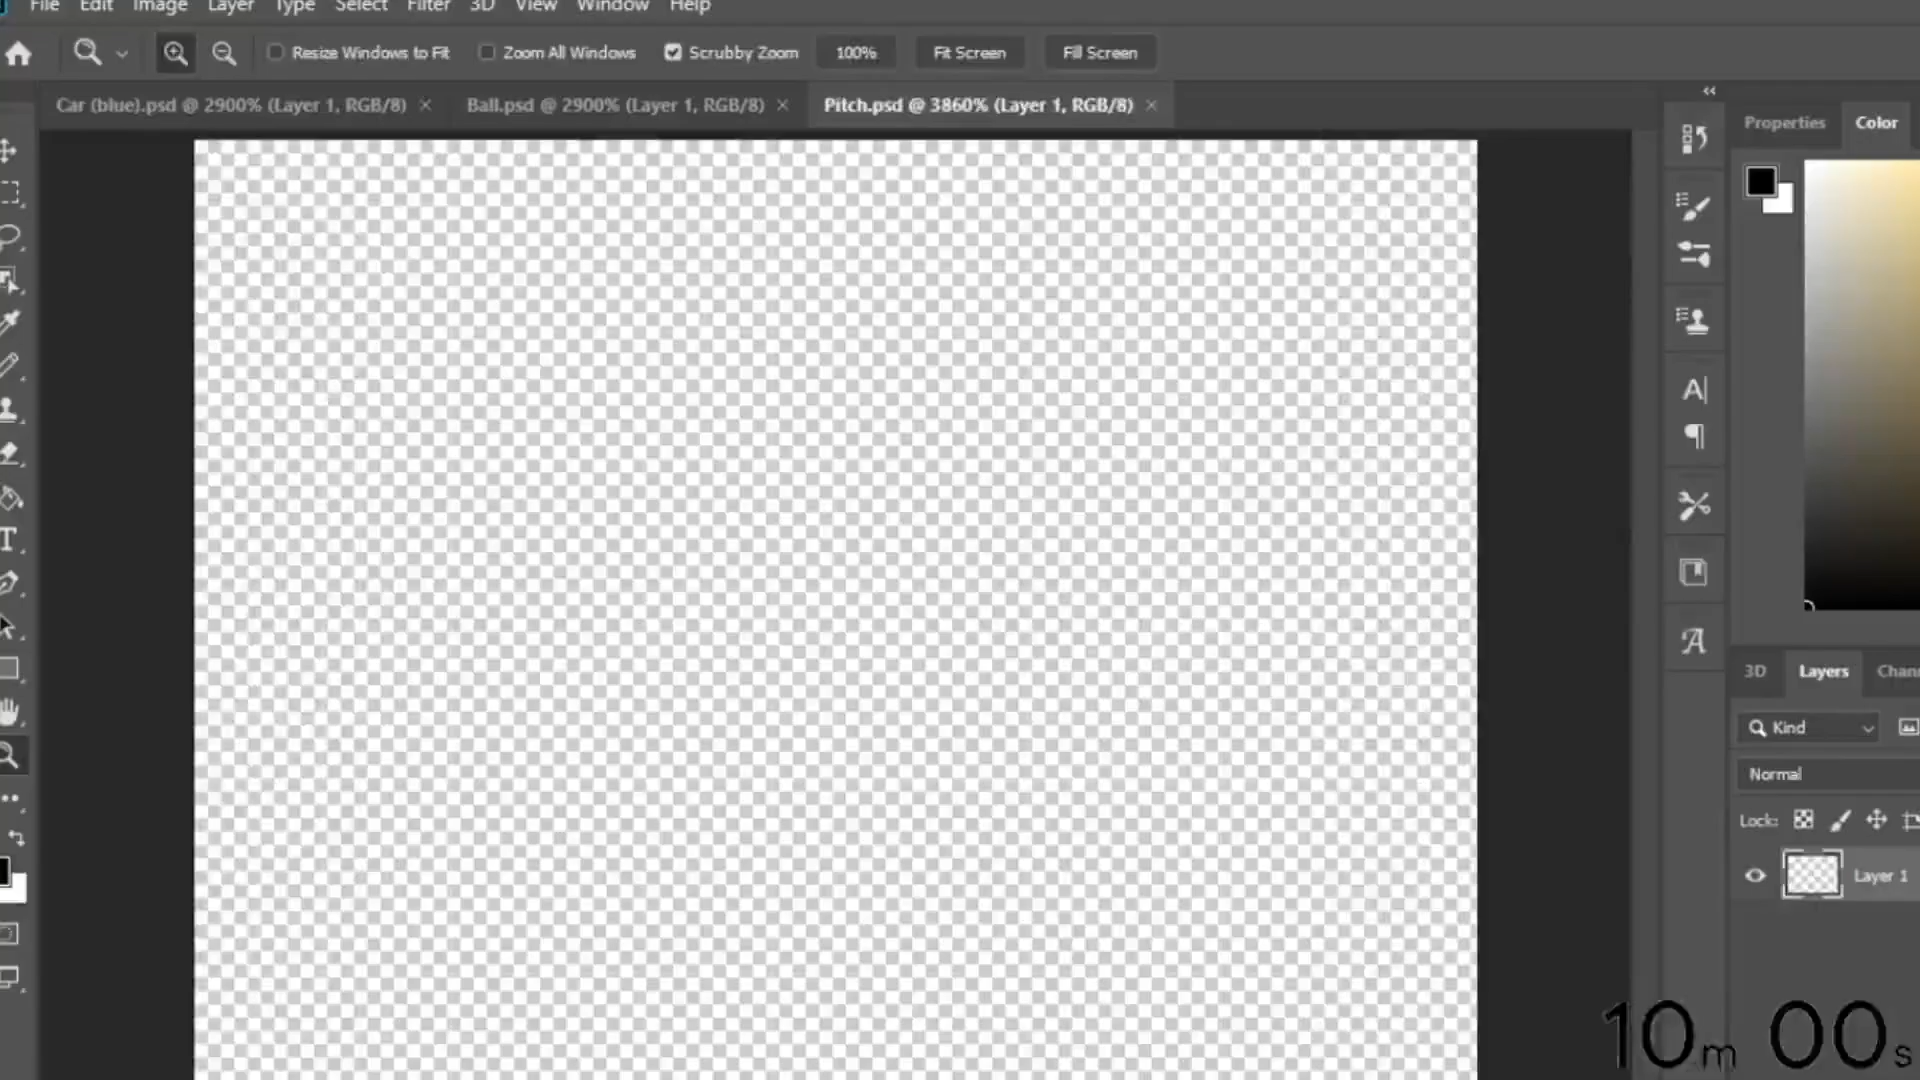 File Edit Image Layer Type Select Filter 3D View Window Help
Resize Windows to Fit Zoom All Windows Scrubby Zoom 100% Fit Screen Fill Screen
Car (blue).psd @ 2900% (Layer 1, RGB/8) × Ball.psd @ 2900% (Layer 1, RGB/8) × Pitch.psd @ 3860% (Layer 1, RGB/8) ×
Properties Color
3D Layers
Kind
Normal
Lock:
Layer 1
10m 00s